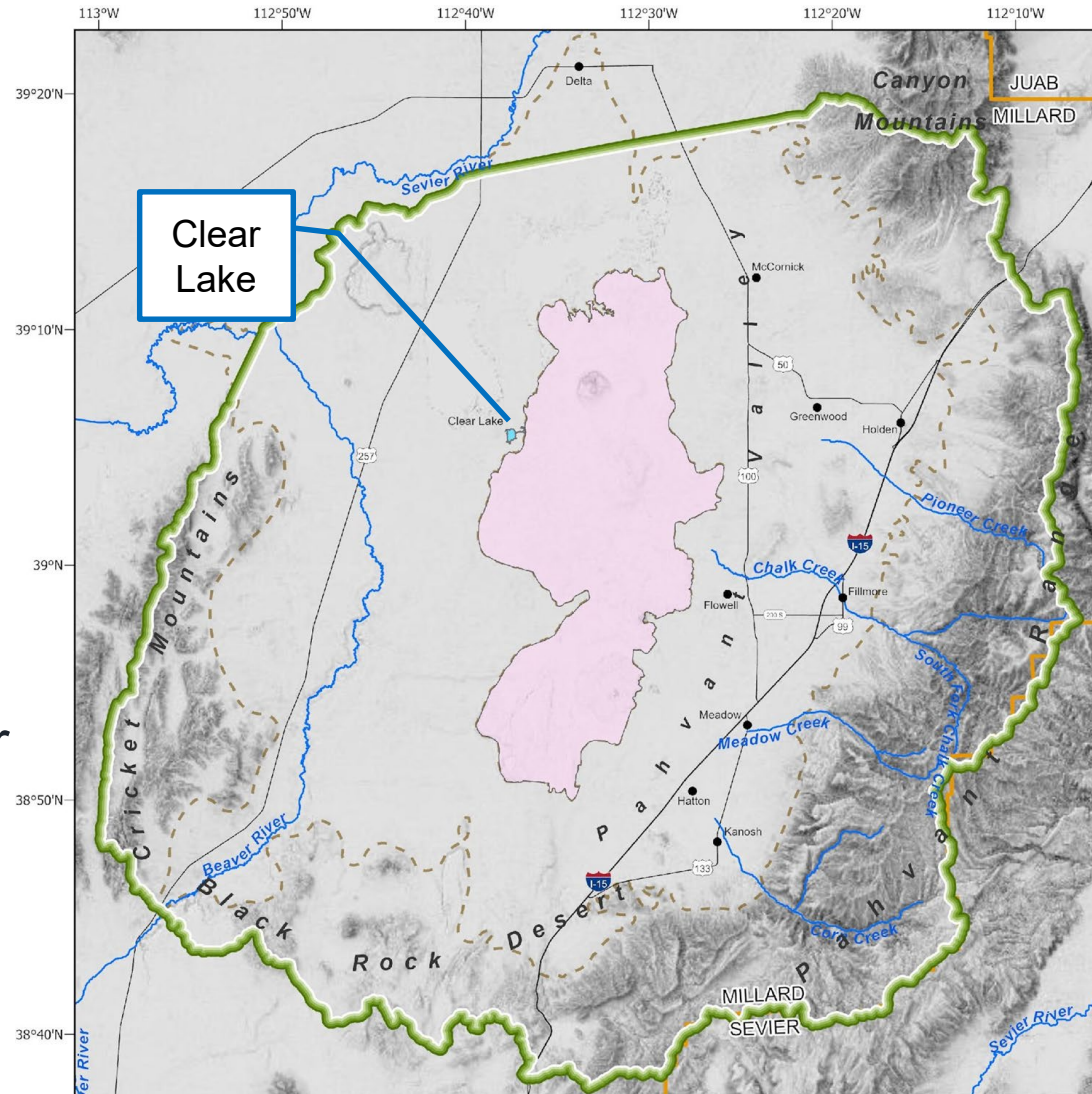 113°W
112°50'W
112°40'W
112°30'W
112°20'W
112°10'W
39°20'N
39°10'N
39°N
38°50'N
38°40'N
Delta
Canyon
Mountains
JUAB
MILLARD
Sevier River
Clear
Lake
McCornick
50
Clear Lake
Greenwood
Holden
257
100
Pioneer Creek
I-15
Chalk Creek
Flowell
Fillmore
200 S
99
South Fork Chalk Creek
Meadow
Meadow Creek
Hatton
Kanosh
133
I-15
Corn Creek
Beaver River
Cricket Mountains
Pahvant Valley
Pahvant Range
Black
Rock
Desert
MILLARD
SEVIER
Sevier River
River